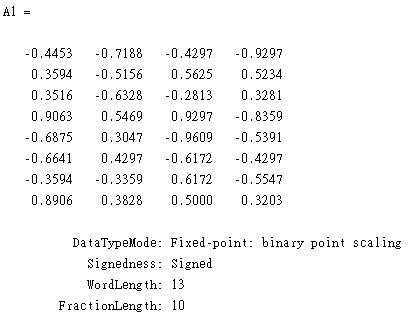 A1 =
-0.4453 -0.7188 -0.4297 -0.9297
0.3594 -0.5156 0.5625 0.5234
0.3516 -0.6328 -0.2813 0.3281
0.9063 0.5469 0.9297 -0.8359
-0.6875 0.3047 -0.9609 -0.5391
-0.6641 0.4297 -0.6172 -0.4297
-0.3594 -0.3359 0.6172 -0.5547
0.8906 0.3828 0.5000 0.3203
DataTypeMode: Fixed-point: binary point scaling
Signedness: Signed
WordLength: 13
FractionLength: 10